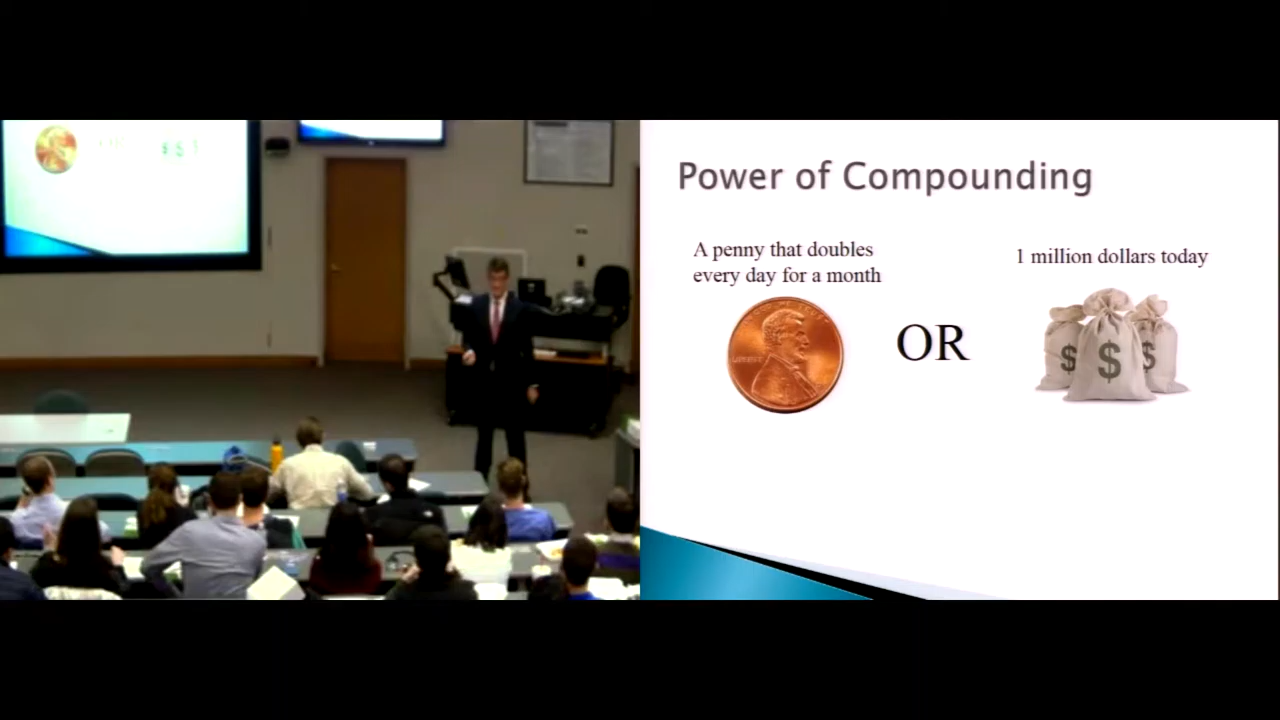 Power of Compounding
A penny that doubles
every day for a month
1 million dollars today
OR
$ $ $